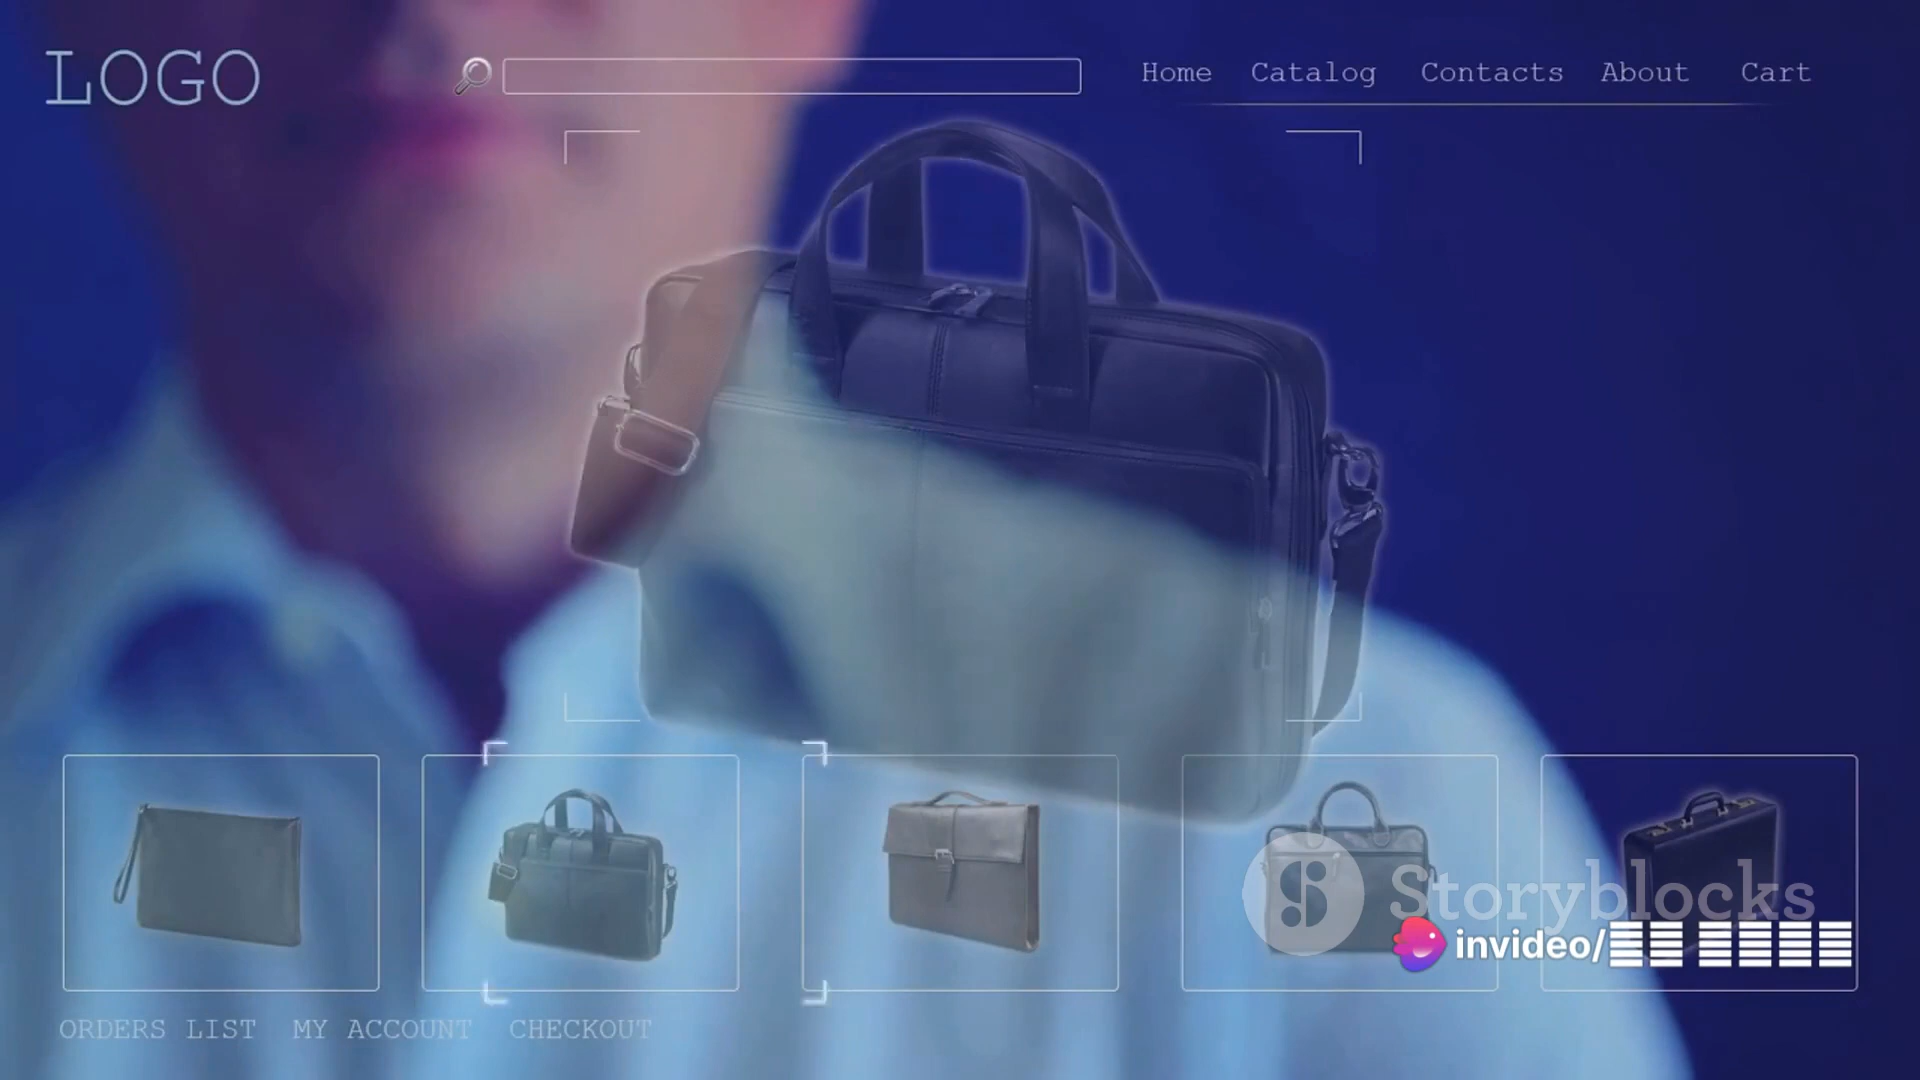 LOGO
Home Catalog Contacts About Cart
Storyblocks
invideo/
ORDERS LIST MY ACCOUNT CHECKOUT